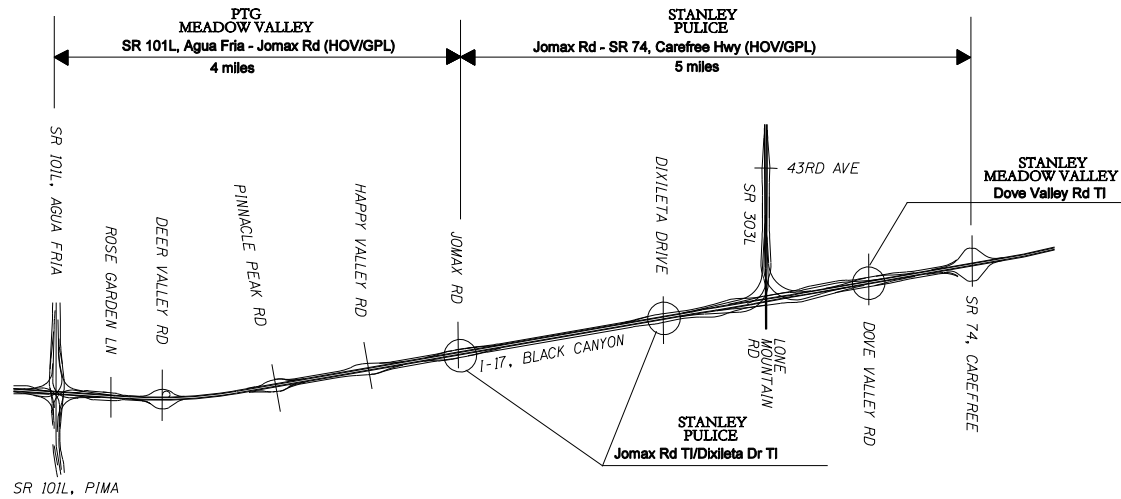 PTG
MEADOW VALLEY
SR 101L, Agua Fria - Jomax Rd (HOV/GPL)
4 miles
STANLEY
PULICE
Jomax Rd - SR 74, Carefree Hwy (HOV/GPL)
5 miles
SR 101L, AGUA FRIA
ROSE GARDEN LN
DEER VALLEY RD
PINNACLE PEAK RD
HAPPY VALLEY RD
JOMAX RD
DIXILETA DRIVE
SR 303L
43RD AVE
STANLEY
MEADOW VALLEY
Dove Valley Rd TI
I-17, BLACK CANYON
LONE
MOUNTAIN
RD
DOVE VALLEY RD
SR 74, CAREFREE
STANLEY
PULICE
Jomax Rd TI/Dixileta Dr TI
SR 101L, PIMA